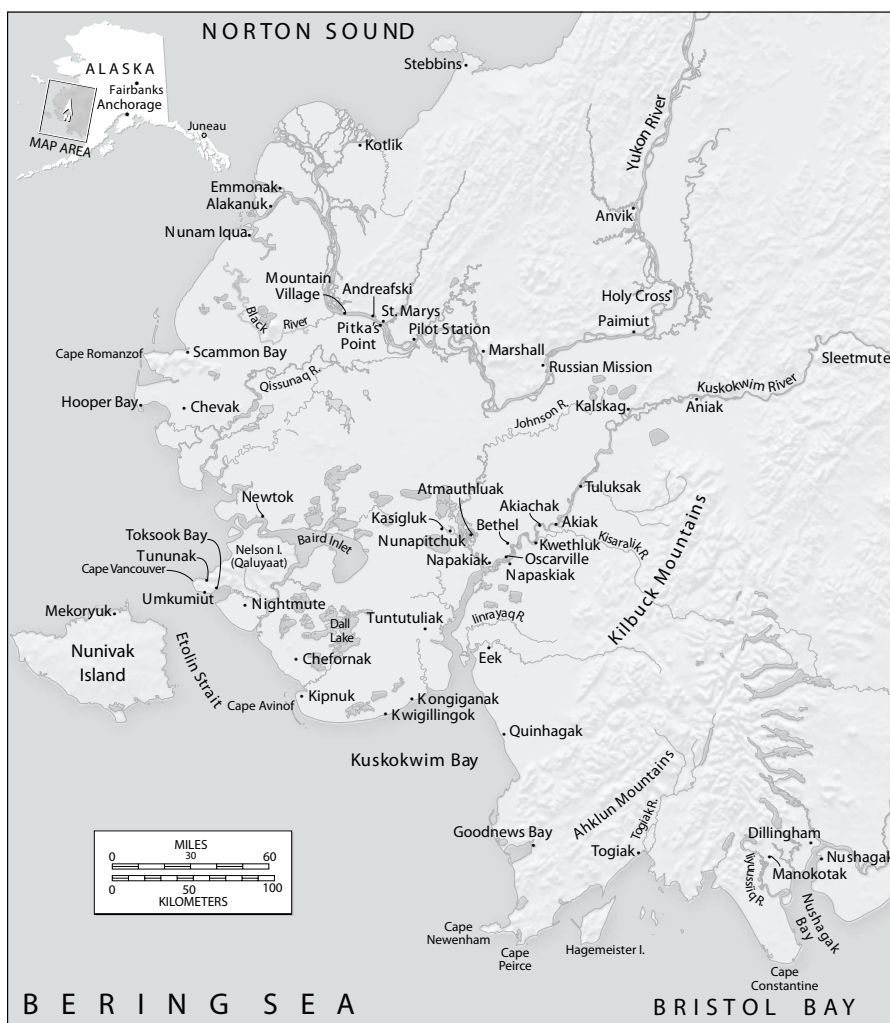 NORTON SOUND
Stebbins
ALASKA
Fairbanks
Anchorage
Juneau
MAP AREA
N
Kotlik
Yukon River
Emmonak
Alakanuk
Anvik
Nunam Iqua
Mountain
Village
Andreafski
St. Marys
Holy Cross
Black
River
Pitka's
Point
Pilot Station
Paimiut
Cape Romanzof
Scammon Bay
Marshall
Russian Mission
Sleetmute
Qissunaq R.
Kuskokwim River
Hooper Bay
Chevak
Johnson R.
Kalskag
Aniak
Newtok
Atmauthluak
Tuluksak
Kasigluk
Akiachak
Toksook Bay
Bethel
Akiak
Tununak
Nelson I.
(Qaluyaat)
Baird Inlet
Nunapitchuk
Kwethluk
Kisaralik R.
Cape Vancouver
Napakiak
Oscarville
Napaskiak
Umkumiut
Nightmute
Kilbuck Mountains
Mekoryuk
Dall
Lake
Tuntutuliak
Iinrayaq R.
Nunivak
Island
Etolin Strait
Chefornak
Eek
Cape Avinof
Kipnuk
Kongiganak
Kwigillingok
Quinhagak
Kuskokwim Bay
Ahklun Mountains
Togiak R.
MILES
0 30 60
0 50 100
KILOMETERS
Goodnews Bay
Togiak
Dillingham
Nushagak
Manokotak
Iiyuussiiq R.
Nushagak
Bay
Cape
Newenham
Cape
Peirce
Hagemeister I.
Cape
Constantine
BERING SEA
BRISTOL BAY